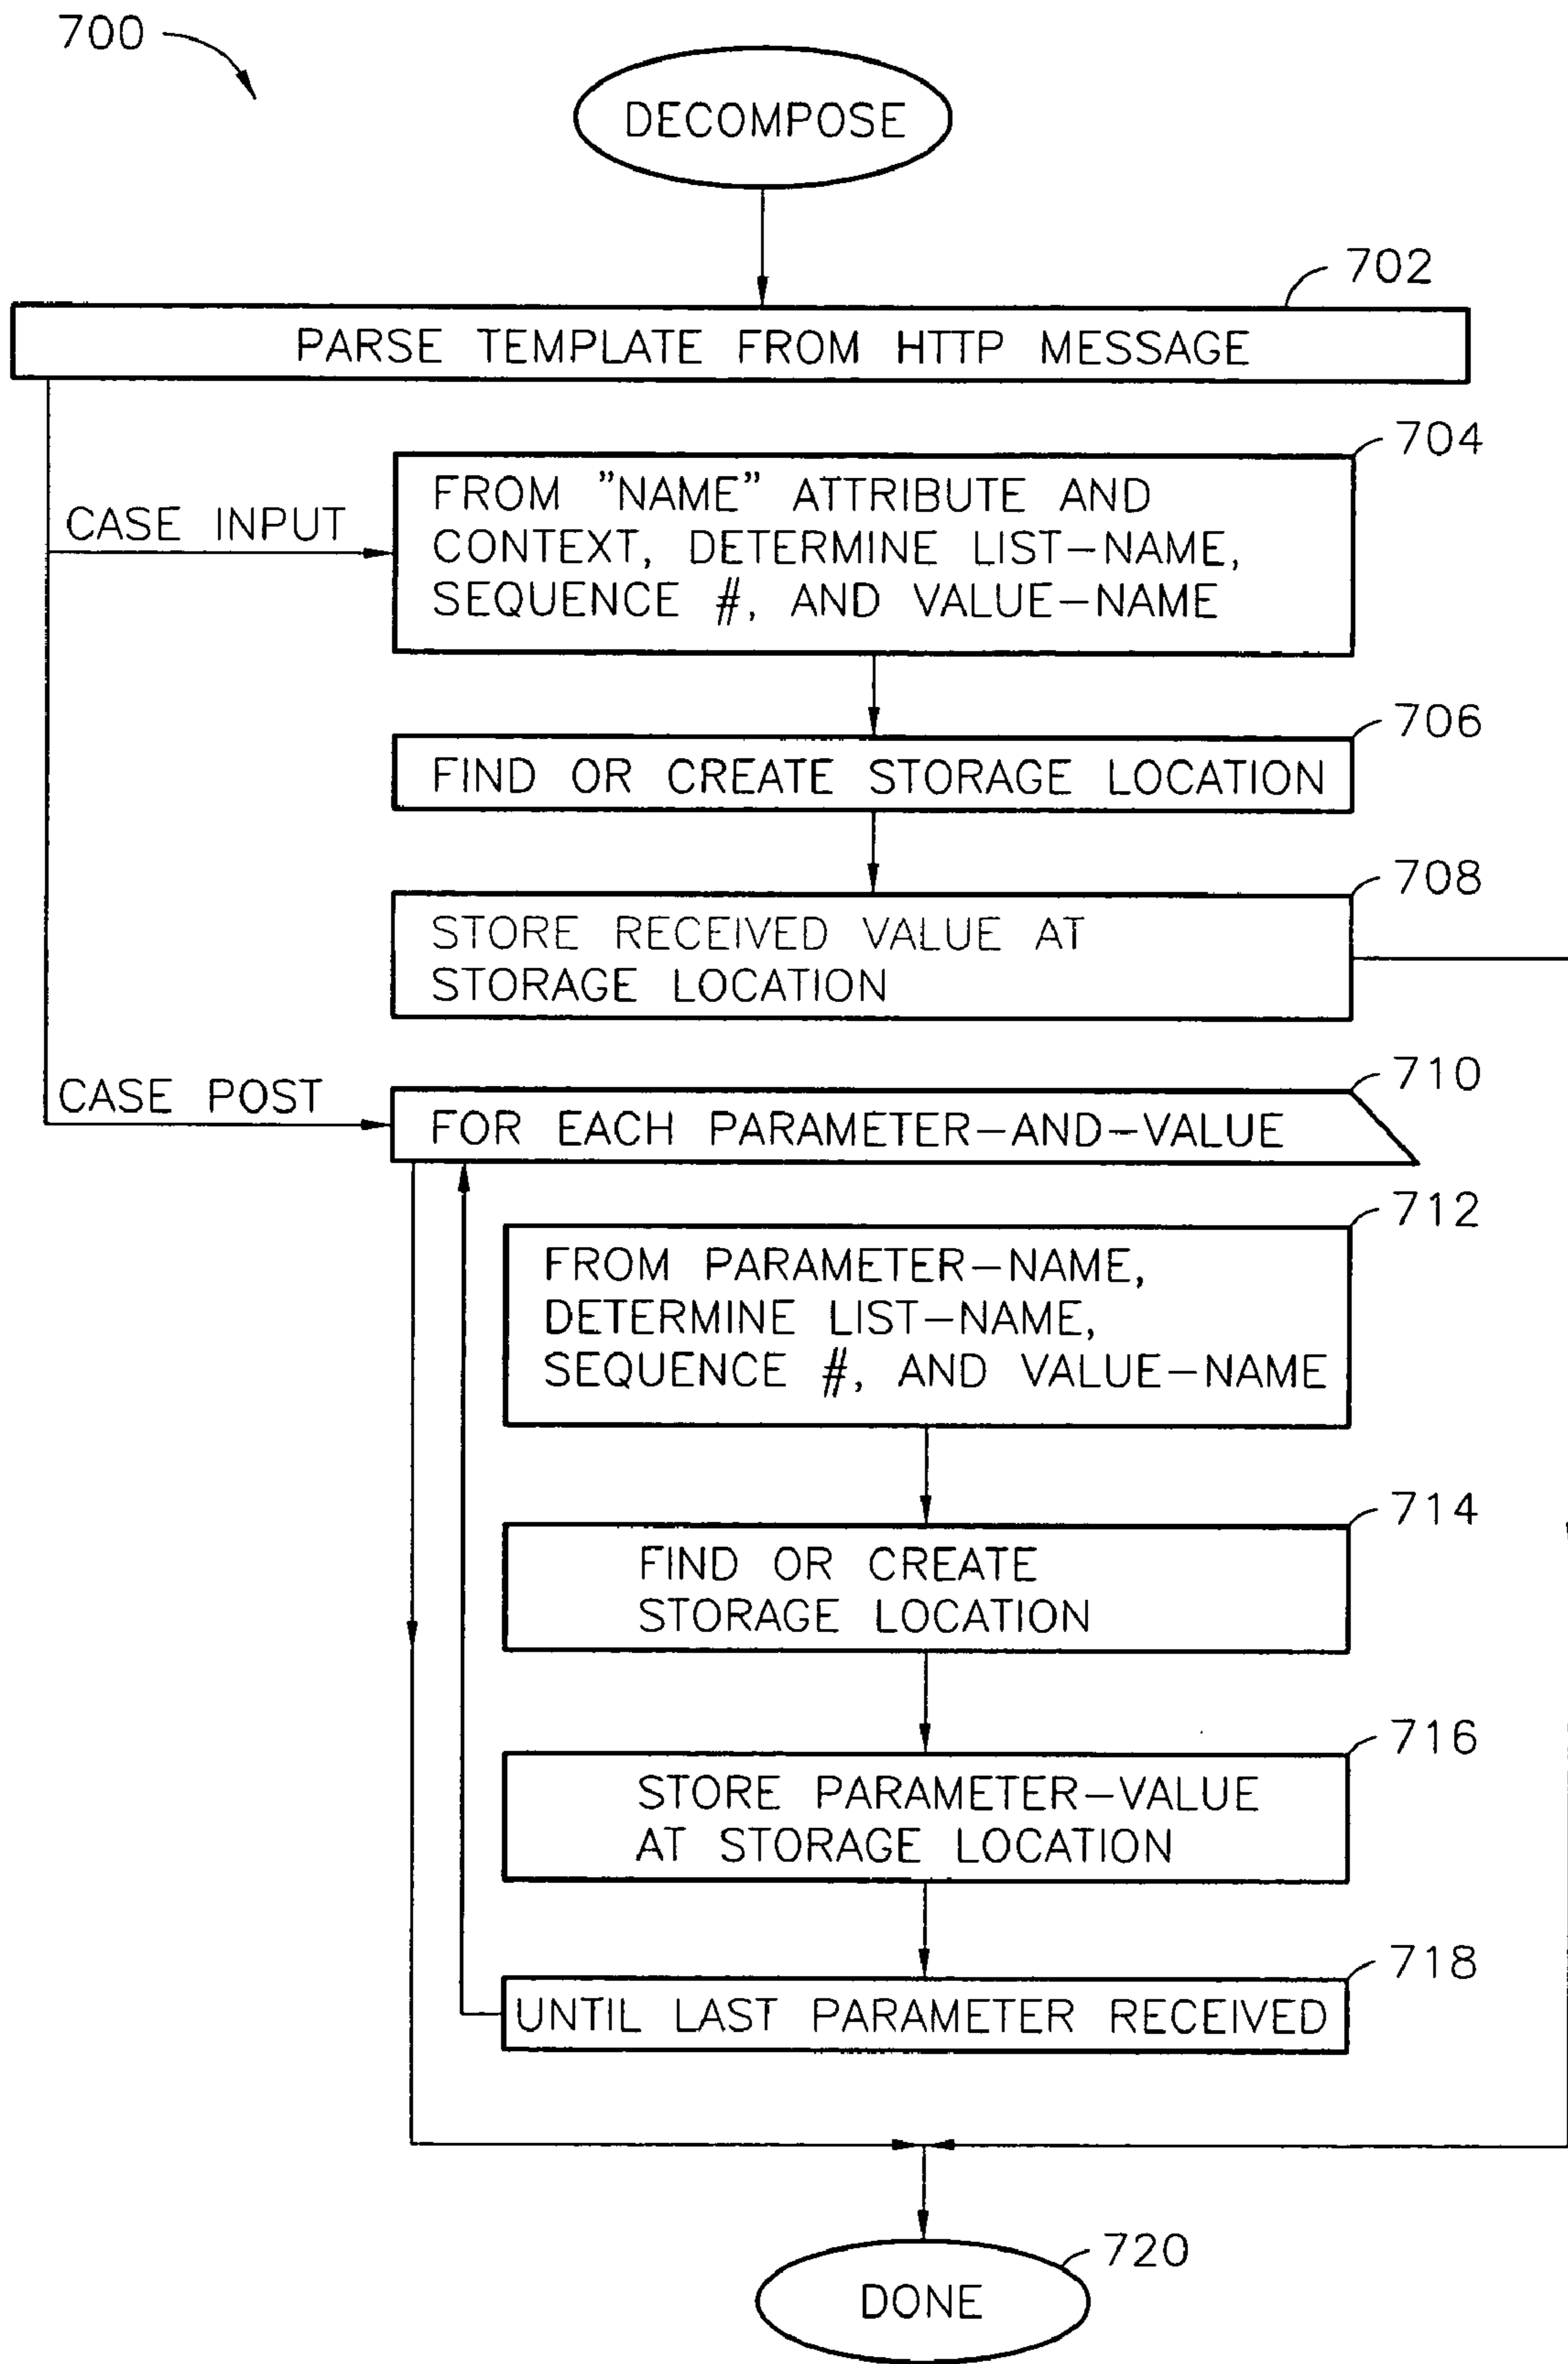 700
DECOMPOSE
702
PARSE TEMPLATE FROM HTTP MESSAGE
704
FROM "NAME" ATTRIBUTE AND
CONTEXT, DETERMINE LIST-NAME,
SEQUENCE #, AND VALUE-NAME
CASE INPUT
706
FIND OR CREATE STORAGE LOCATION
708
STORE RECEIVED VALUE AT
STORAGE LOCATION
CASE POST
710
FOR EACH PARAMETER-AND-VALUE
712
FROM PARAMETER-NAME,
DETERMINE LIST-NAME,
SEQUENCE #, AND VALUE-NAME
714
FIND OR CREATE
STORAGE LOCATION
716
STORE PARAMETER-VALUE
AT STORAGE LOCATION
718
UNTIL LAST PARAMETER RECEIVED
720
DONE